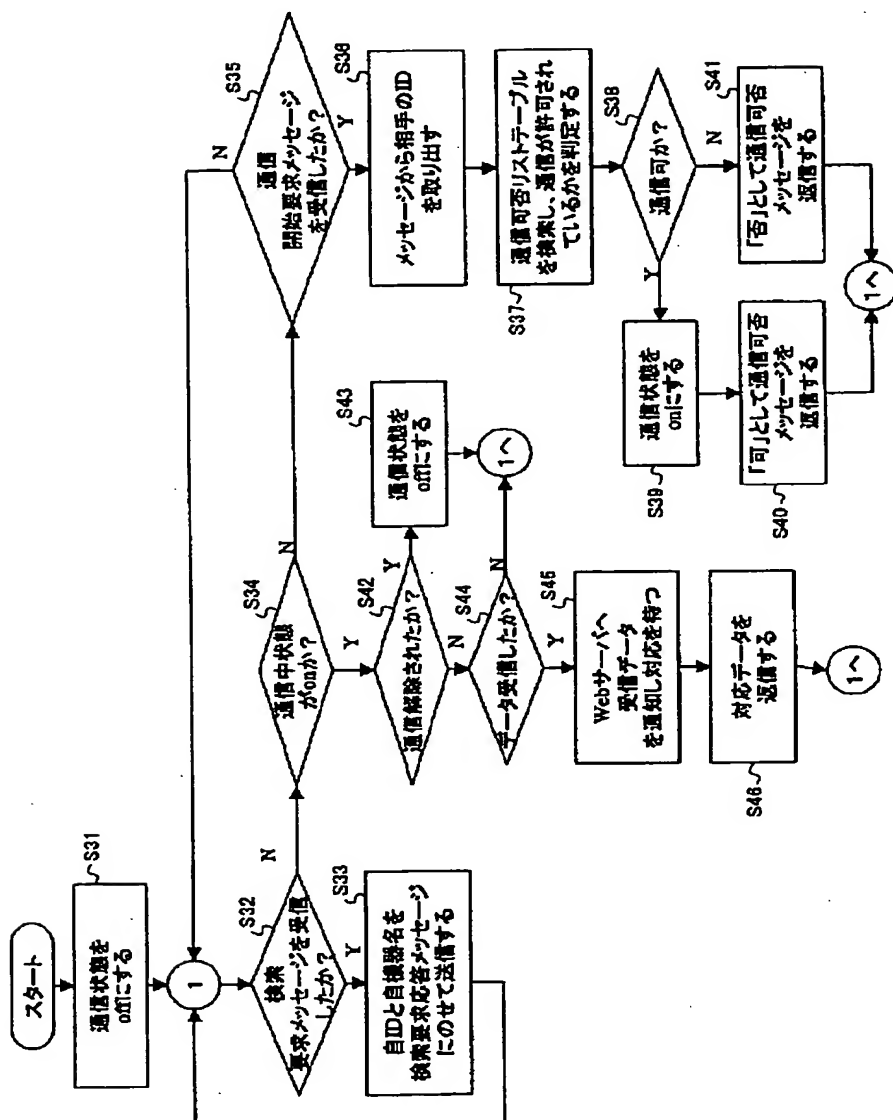 スタート
S31
通信状態を
offにする
1
S32
検索
要求メッセージを受信
したか？
N
Y
S33
自IDと自機器名を
検索要求応答メッセージ
にのせて送信する
S34
通信中状態
がonか？
N
Y
S35
通信
開始要求メッセージ
を受信したか？
N
Y
S36
メッセージから相手のID
を取り出す
S37
通信可否リストテーブル
を検索し、通信が許可され
ているかを判定する
S38
通信可か？
Y
N
S39
通信状態を
onにする
S40
「可」として通信可否
メッセージを
返信する
S41
「否」として通信可否
メッセージを
返信する
1へ
S42
通信解除されたか？
Y
N
S43
通信状態を
offにする
1へ
S44
データ受信したか？
N
Y
S45
Webサーバへ
受信データ
を通知し対応を待つ
S46
対応データを
返信する
1へ